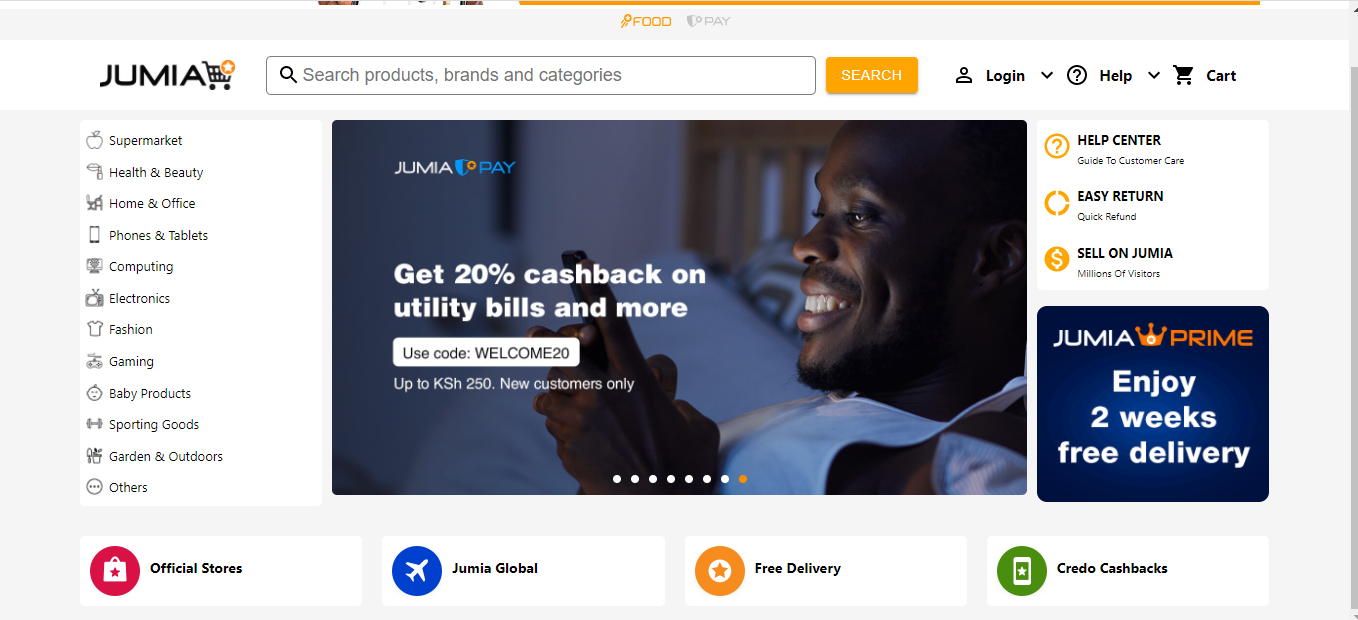 FOOD
PAY
JUMIA
Search products, brands and categories
SEARCH
Login
Help
Cart
Supermarket
Health & Beauty
Home & Office
Phones & Tablets
Computing
Electronics
Fashion
Gaming
Baby Products
Sporting Goods
Garden & Outdoors
Others
JUMIA PAY
Get 20% cashback on
utility bills and more
Use code: WELCOME20
Up to KSh 250. New customers only
HELP CENTER
Guide To Customer Care
EASY RETURN
Quick Refund
SELL ON JUMIA
Millions Of Visitors
JUMIA PRIME
Enjoy
2 weeks
free delivery
Official Stores
Jumia Global
Free Delivery
Credo Cashbacks